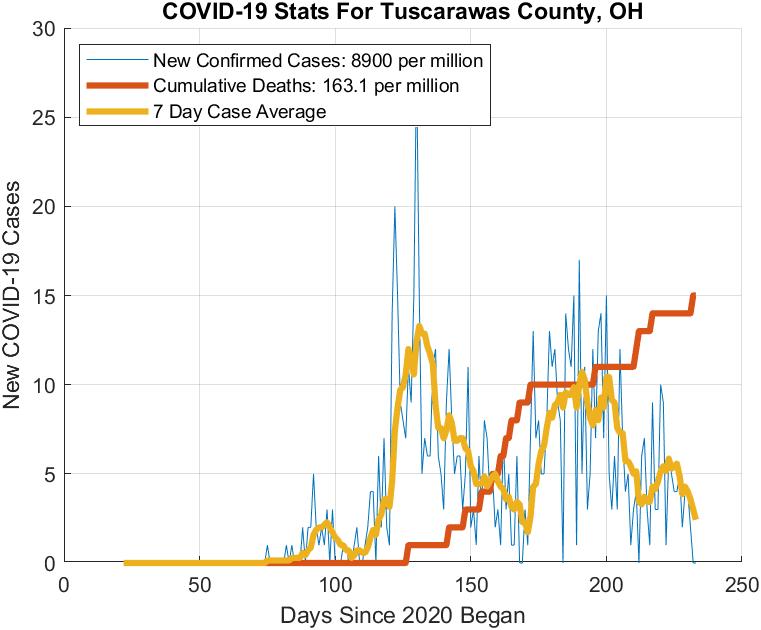 COVID-19 Stats For Tuscarawas County, OH
New Confirmed Cases: 8900 per million
Cumulative Deaths: 163.1 per million
7 Day Case Average
New COVID-19 Cases
30
25
20
15
10
5
0
0 50 100 150 200 250
Days Since 2020 Began